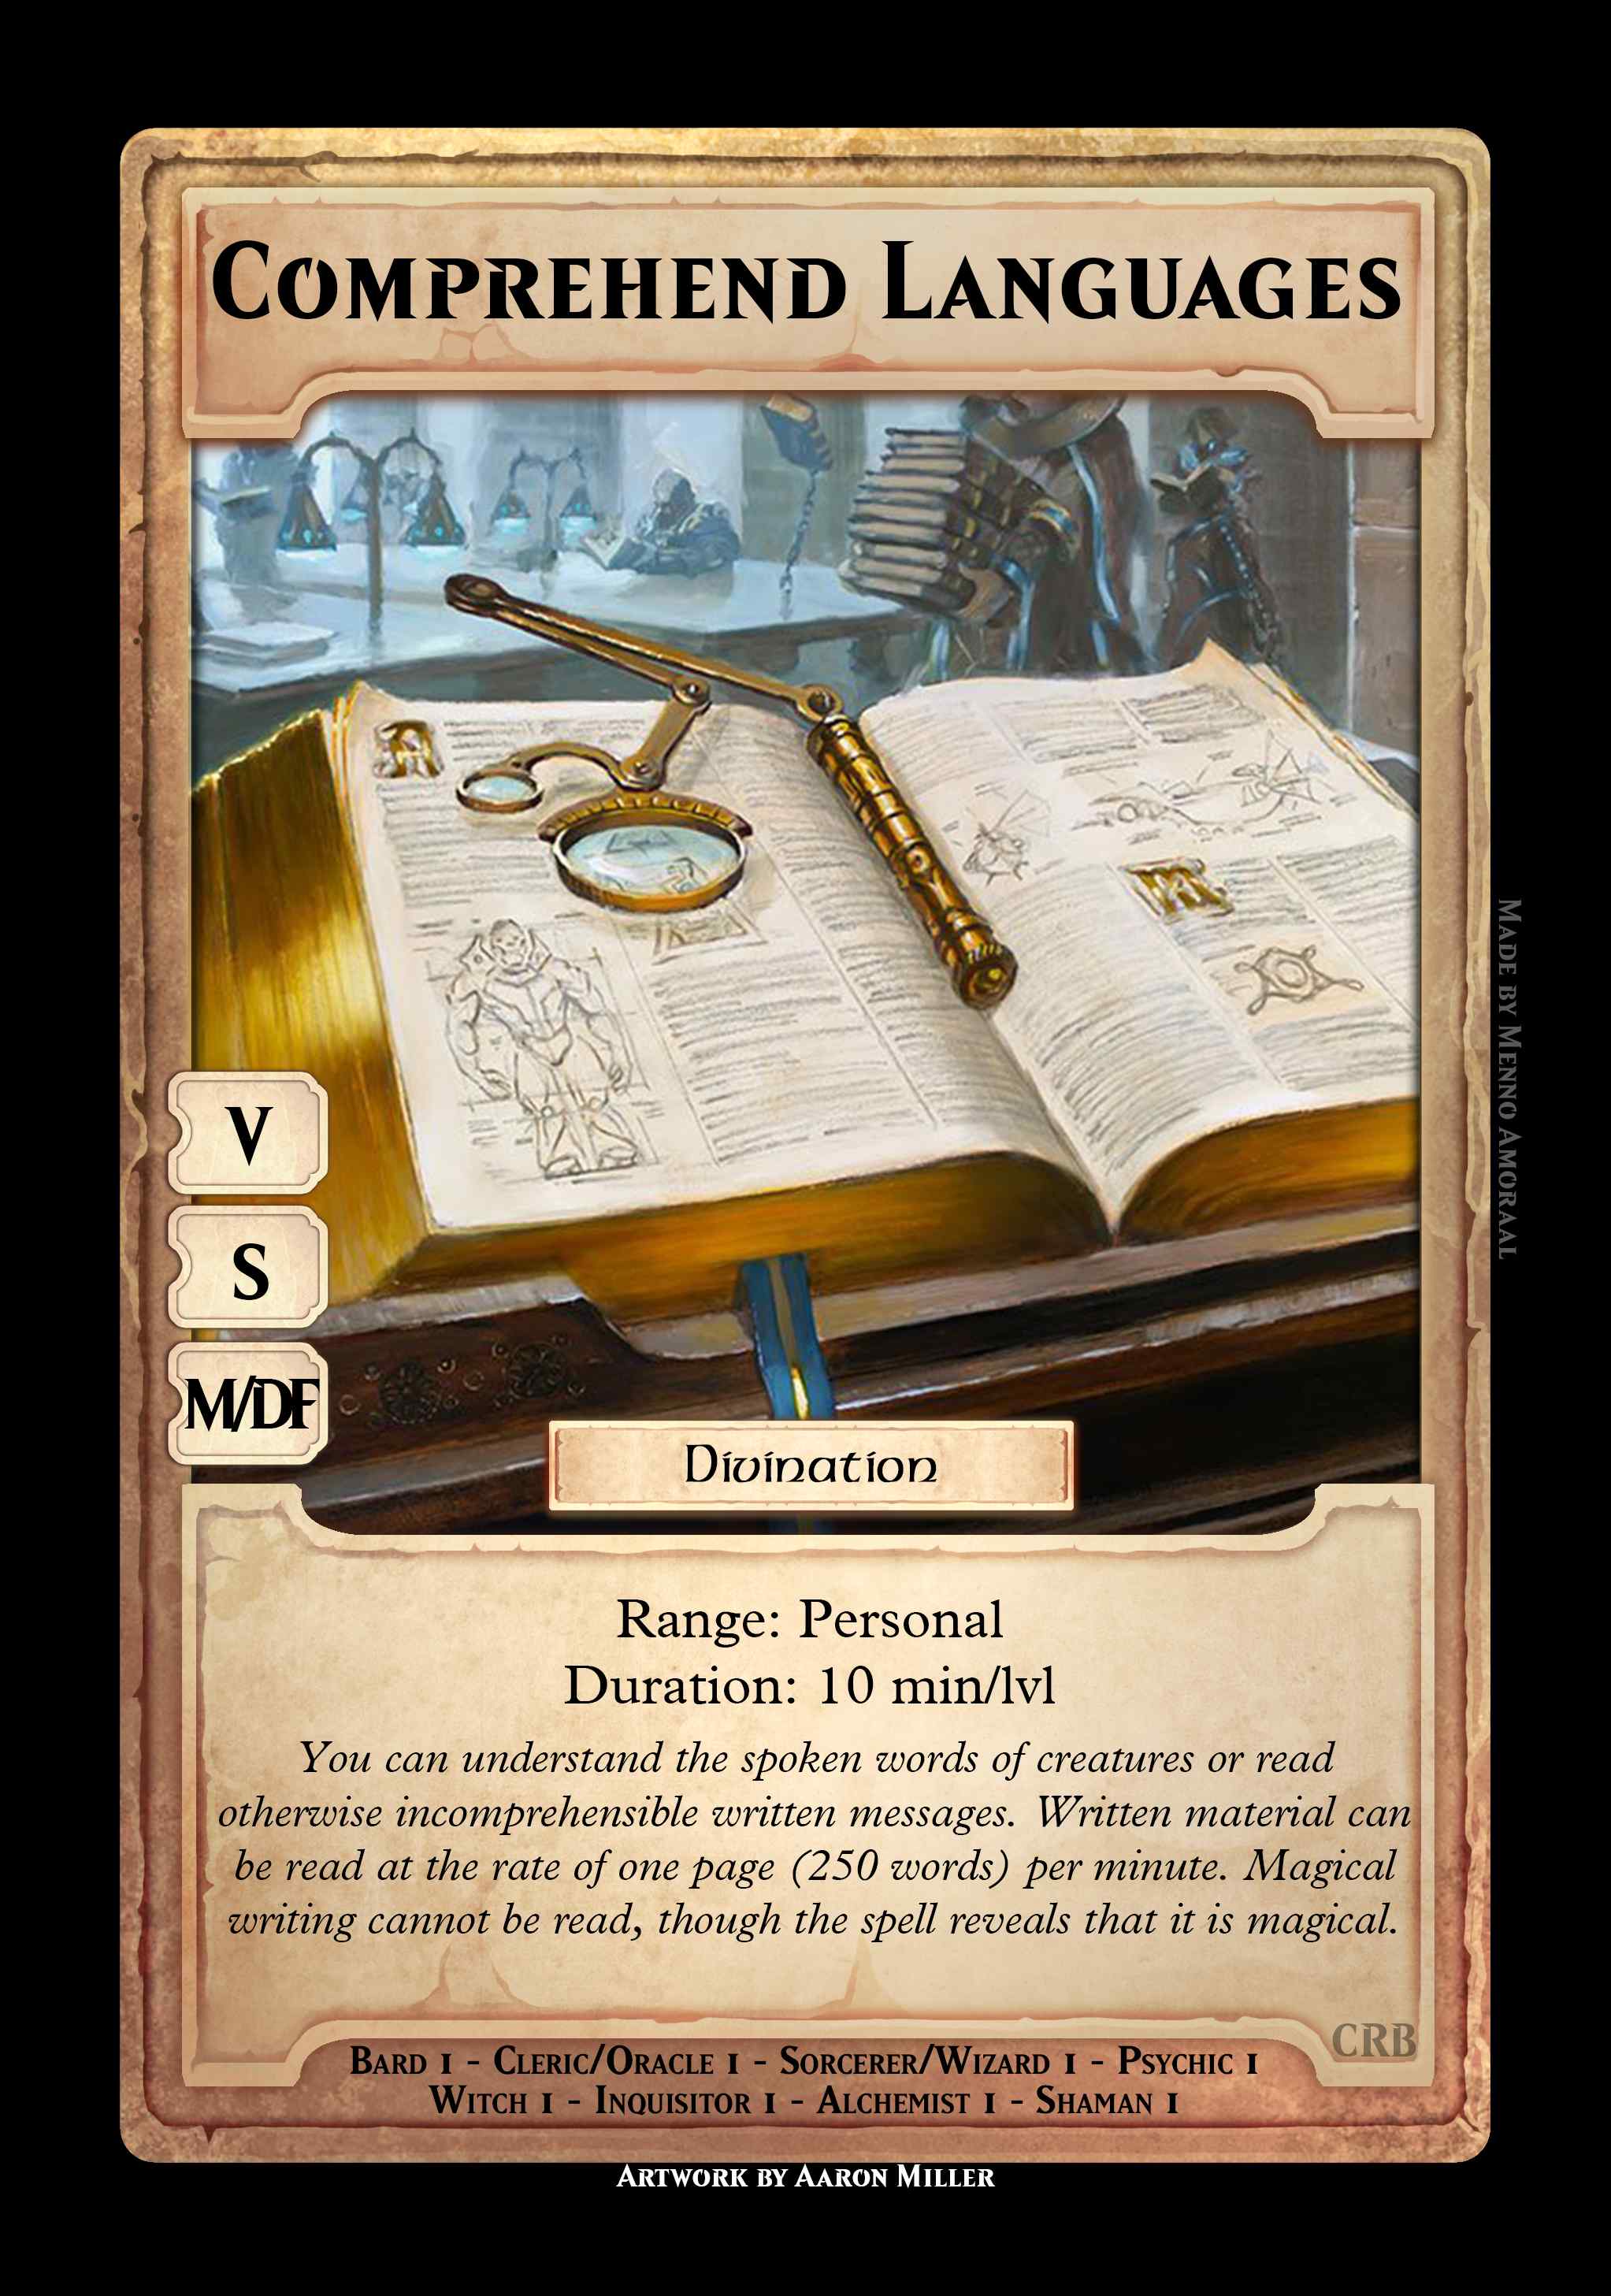 Comprehend Languages
V
S
M/DF
Divination
Range: Personal
Duration: 10 min/lvl
You can understand the spoken words of creatures or read
otherwise incomprehensible written messages. Written material can
be read at the rate of one page (250 words) per minute. Magical
writing cannot be read, though the spell reveals that it is magical.
CRB
Bard 1 - Cleric/Oracle 1 - Sorcerer/Wizard 1 - Psychic 1
Witch 1 - Inquisitor 1 - Alchemist 1 - Shaman 1
Artwork by Aaron Miller
Made by Menno Amoraal